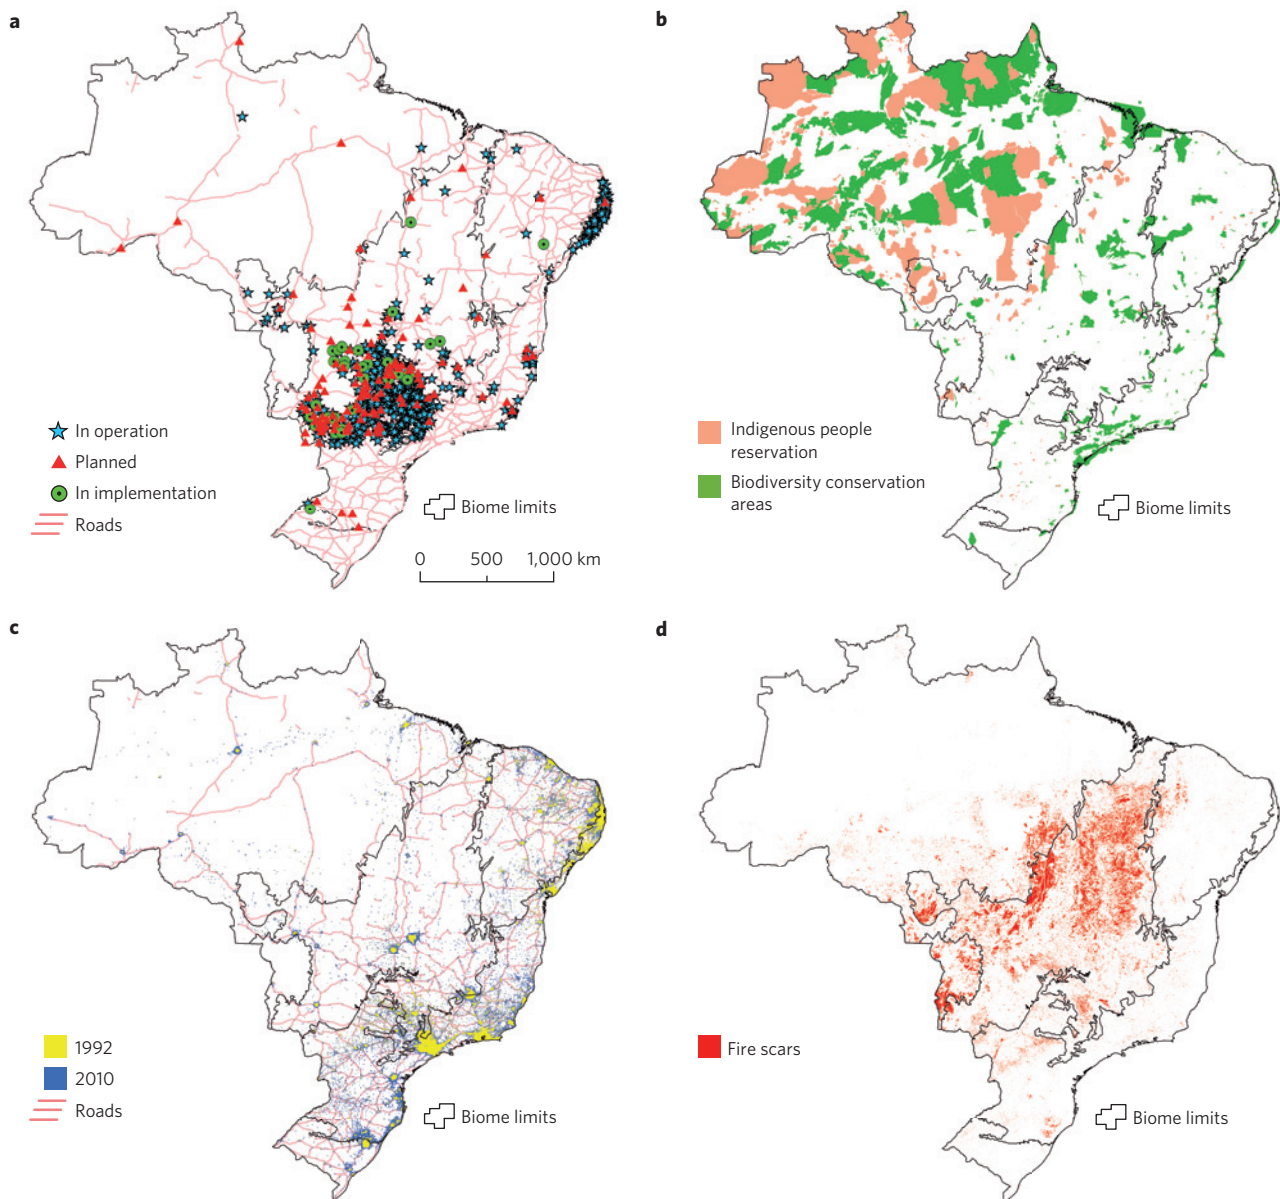 a
In operation
Planned
In implementation
Roads
Biome limits
0 500 1,000 km
b
Indigenous people
reservation
Biodiversity conservation
areas
Biome limits
c
1992
2010
Roads
Biome limits
d
Fire scars
Biome limits